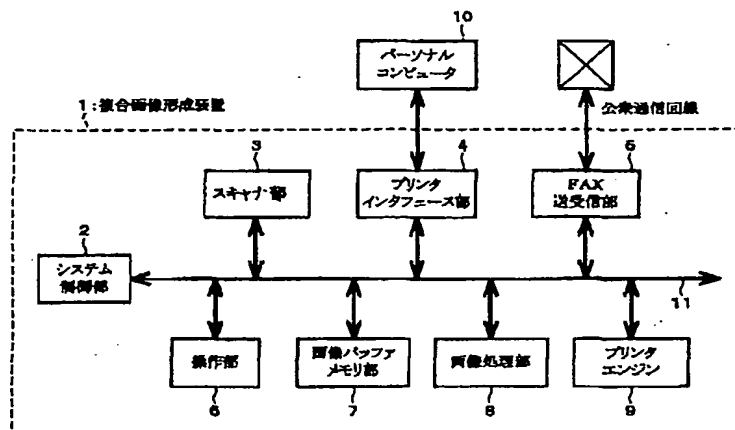 10
パーソナル
コンピュータ
1:複合画像形成装置
公衆通信回線
3
スキャナ部
4
プリンタ
インタフェース部
5
FAX
送受信部
2
システム
制御部
11
操作部
6
画像バッファ
メモリ部
7
画像処理部
8
プリンタ
エンジン
9